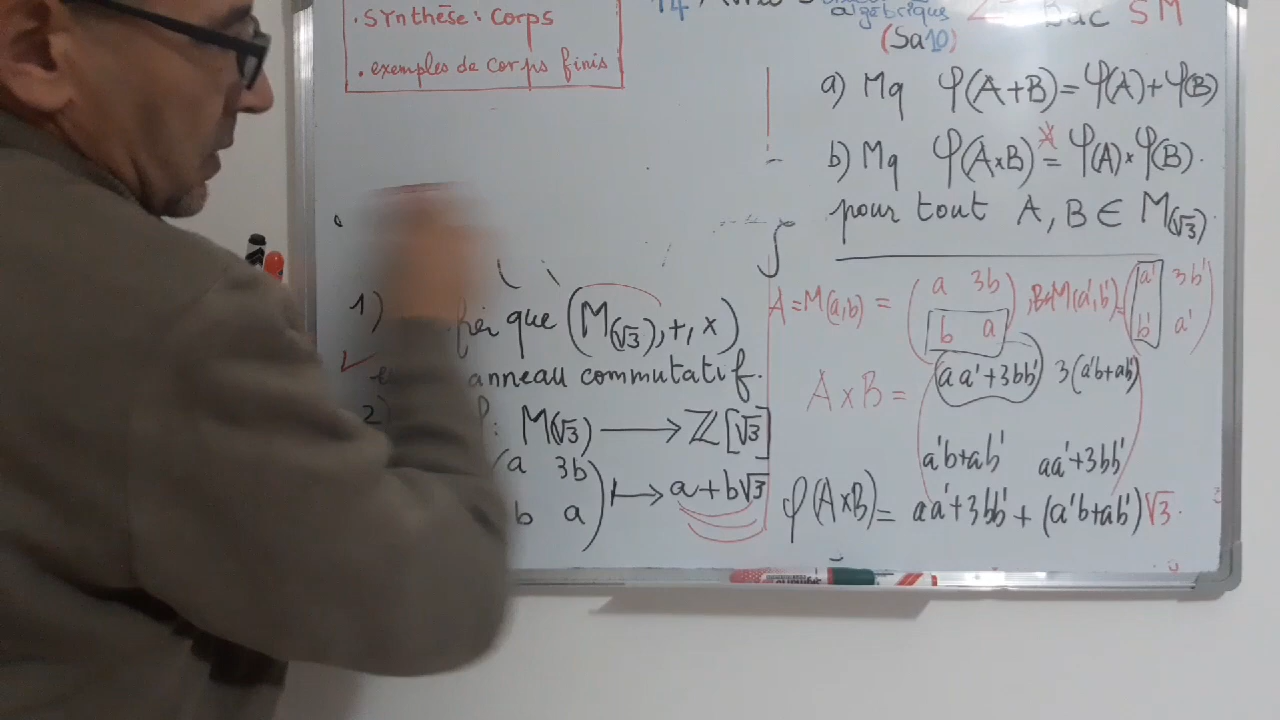 . Synthèse : Corps
. exemples de corps finis
algébriques
Bac SM
(Sa10)
a) Mq φ(A+B)=φ(A)+φ(B)
b) Mq φ(A×B) = φ(A)×φ(B).
pour tout A, B ∈ M(√3)
1) que (M(√3), +, ×)
anneau commutatif.
2) : M(√3) ⟶ ℤ[√3]
(a 3b
b a) ⟼ a+b√3
A=M(a,b) = (a 3b
b a), B=M(a',b')=(a' 3b'
b' a')
A×B = (aa'+3bb' 3(a'b+ab')
a'b+ab' aa'+3bb')
φ(A×B)= aa'+3bb'+(a'b+ab')√3.